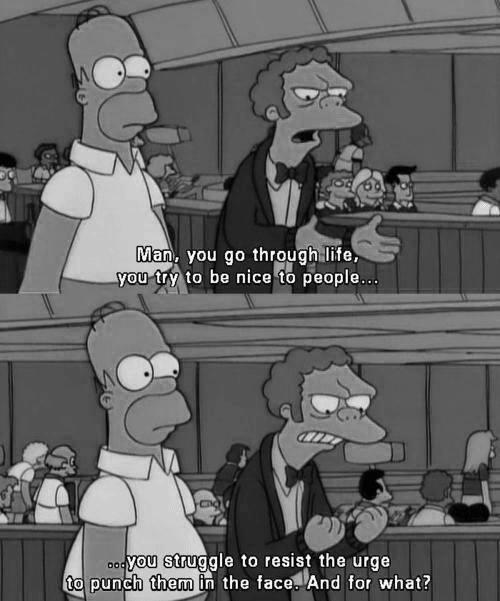 Man, you go through life,
you try to be nice to people...
...you struggle to resist the urge
to punch them in the face. And for what?